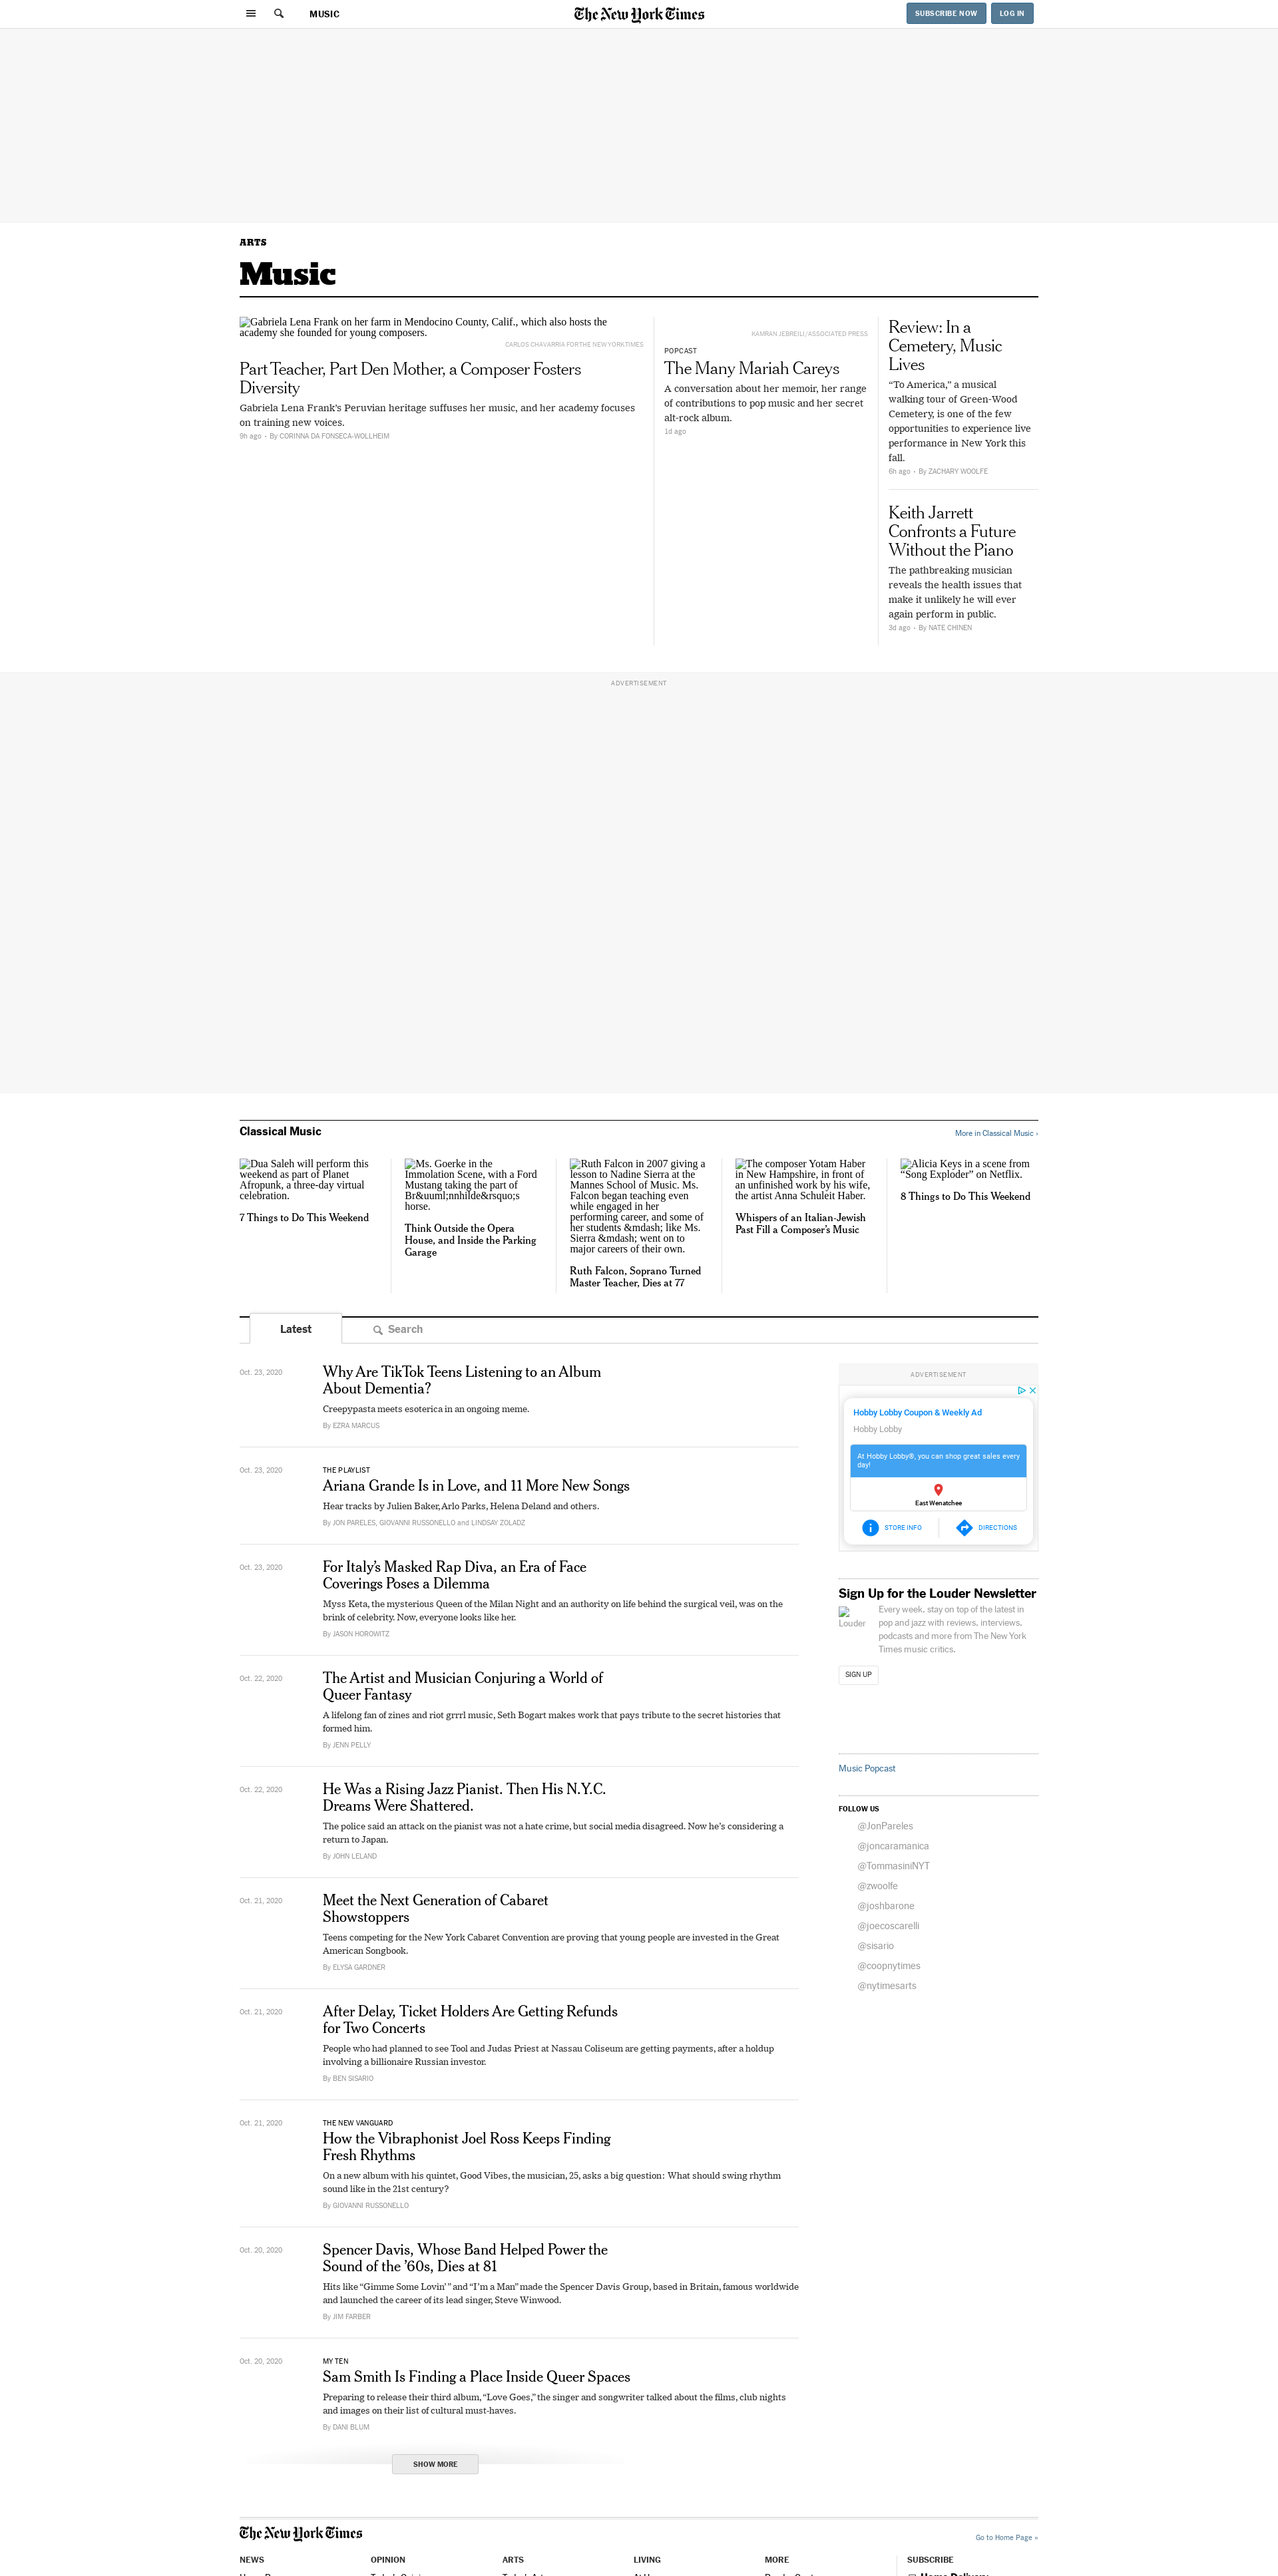 MUSIC
The New York Times
SUBSCRIBE NOW
LOG IN
ARTS
Music
Gabriela Lena Frank on her farm in Mendocino County, Calif., which also hosts the
academy she founded for young composers.
CARLOS CHAVARRIA FOR THE NEW YORK TIMES
Part Teacher, Part Den Mother, a Composer Fosters
Diversity
Gabriela Lena Frank’s Peruvian heritage suffuses her music, and her academy focuses
on training new voices.
9h ago • By CORINNA DA FONSECA-WOLLHEIM
KAMRAN JEBREILI/ASSOCIATED PRESS
POPCAST
The Many Mariah Careys
A conversation about her memoir, her range
of contributions to pop music and her secret
alt-rock album.
1d ago
Review: In a
Cemetery, Music
Lives
“To America,” a musical
walking tour of Green-Wood
Cemetery, is one of the few
opportunities to experience live
performance in New York this
fall.
6h ago • By ZACHARY WOOLFE
Keith Jarrett
Confronts a Future
Without the Piano
The pathbreaking musician
reveals the health issues that
make it unlikely he will ever
again perform in public.
3d ago • By NATE CHINEN
ADVERTISEMENT
Classical Music
More in Classical Music ›
Dua Saleh will perform this
weekend as part of Planet
Afropunk, a three-day virtual
celebration.
7 Things to Do This Weekend
Ms. Goerke in the
Immolation Scene, with a Ford
Mustang taking the part of
Br&uuml;nnhilde&rsquo;s
horse.
Think Outside the Opera
House, and Inside the Parking
Garage
Ruth Falcon in 2007 giving a
lesson to Nadine Sierra at the
Mannes School of Music. Ms.
Falcon began teaching even
while engaged in her
performing career, and some of
her students &mdash; like Ms.
Sierra &mdash; went on to
major careers of their own.
Ruth Falcon, Soprano Turned
Master Teacher, Dies at 77
The composer Yotam Haber
in New Hampshire, in front of
an unfinished work by his wife,
the artist Anna Schuleit Haber.
Whispers of an Italian-Jewish
Past Fill a Composer’s Music
Alicia Keys in a scene from
“Song Exploder” on Netflix.
8 Things to Do This Weekend
Latest
Search
Oct. 23, 2020
Why Are TikTok Teens Listening to an Album
About Dementia?
Creepypasta meets esoterica in an ongoing meme.
By EZRA MARCUS
Oct. 23, 2020
THE PLAYLIST
Ariana Grande Is in Love, and 11 More New Songs
Hear tracks by Julien Baker, Arlo Parks, Helena Deland and others.
By JON PARELES, GIOVANNI RUSSONELLO and LINDSAY ZOLADZ
Oct. 23, 2020
For Italy’s Masked Rap Diva, an Era of Face
Coverings Poses a Dilemma
Myss Keta, the mysterious Queen of the Milan Night and an authority on life behind the surgical veil, was on the
brink of celebrity. Now, everyone looks like her.
By JASON HOROWITZ
Oct. 22, 2020
The Artist and Musician Conjuring a World of
Queer Fantasy
A lifelong fan of zines and riot grrrl music, Seth Bogart makes work that pays tribute to the secret histories that
formed him.
By JENN PELLY
Oct. 22, 2020
He Was a Rising Jazz Pianist. Then His N.Y.C.
Dreams Were Shattered.
The police said an attack on the pianist was not a hate crime, but social media disagreed. Now he’s considering a
return to Japan.
By JOHN LELAND
Oct. 21, 2020
Meet the Next Generation of Cabaret
Showstoppers
Teens competing for the New York Cabaret Convention are proving that young people are invested in the Great
American Songbook.
By ELYSA GARDNER
Oct. 21, 2020
After Delay, Ticket Holders Are Getting Refunds
for Two Concerts
People who had planned to see Tool and Judas Priest at Nassau Coliseum are getting payments, after a holdup
involving a billionaire Russian investor.
By BEN SISARIO
Oct. 21, 2020
THE NEW VANGUARD
How the Vibraphonist Joel Ross Keeps Finding
Fresh Rhythms
On a new album with his quintet, Good Vibes, the musician, 25, asks a big question: What should swing rhythm
sound like in the 21st century?
By GIOVANNI RUSSONELLO
Oct. 20, 2020
Spencer Davis, Whose Band Helped Power the
Sound of the ’60s, Dies at 81
Hits like “Gimme Some Lovin’ ” and “I’m a Man” made the Spencer Davis Group, based in Britain, famous worldwide
and launched the career of its lead singer, Steve Winwood.
By JIM FARBER
Oct. 20, 2020
MY TEN
Sam Smith Is Finding a Place Inside Queer Spaces
Preparing to release their third album, “Love Goes,” the singer and songwriter talked about the films, club nights
and images on their list of cultural must-haves.
By DANI BLUM
SHOW MORE
ADVERTISEMENT
Hobby Lobby Coupon & Weekly Ad
Hobby Lobby
At Hobby Lobby®, you can shop great sales every
day!
East Wenatchee
STORE INFO
DIRECTIONS
Sign Up for the Louder Newsletter
Louder
Every week, stay on top of the latest in
pop and jazz with reviews, interviews,
podcasts and more from The New York
Times music critics.
SIGN UP
Music Popcast
FOLLOW US
@JonPareles
@joncaramanica
@TommasiniNYT
@zwoolfe
@joshbarone
@joecoscarelli
@sisario
@coopnytimes
@nytimesarts
The New York Times
Go to Home Page »
NEWS
OPINION
ARTS
LIVING
MORE
SUBSCRIBE